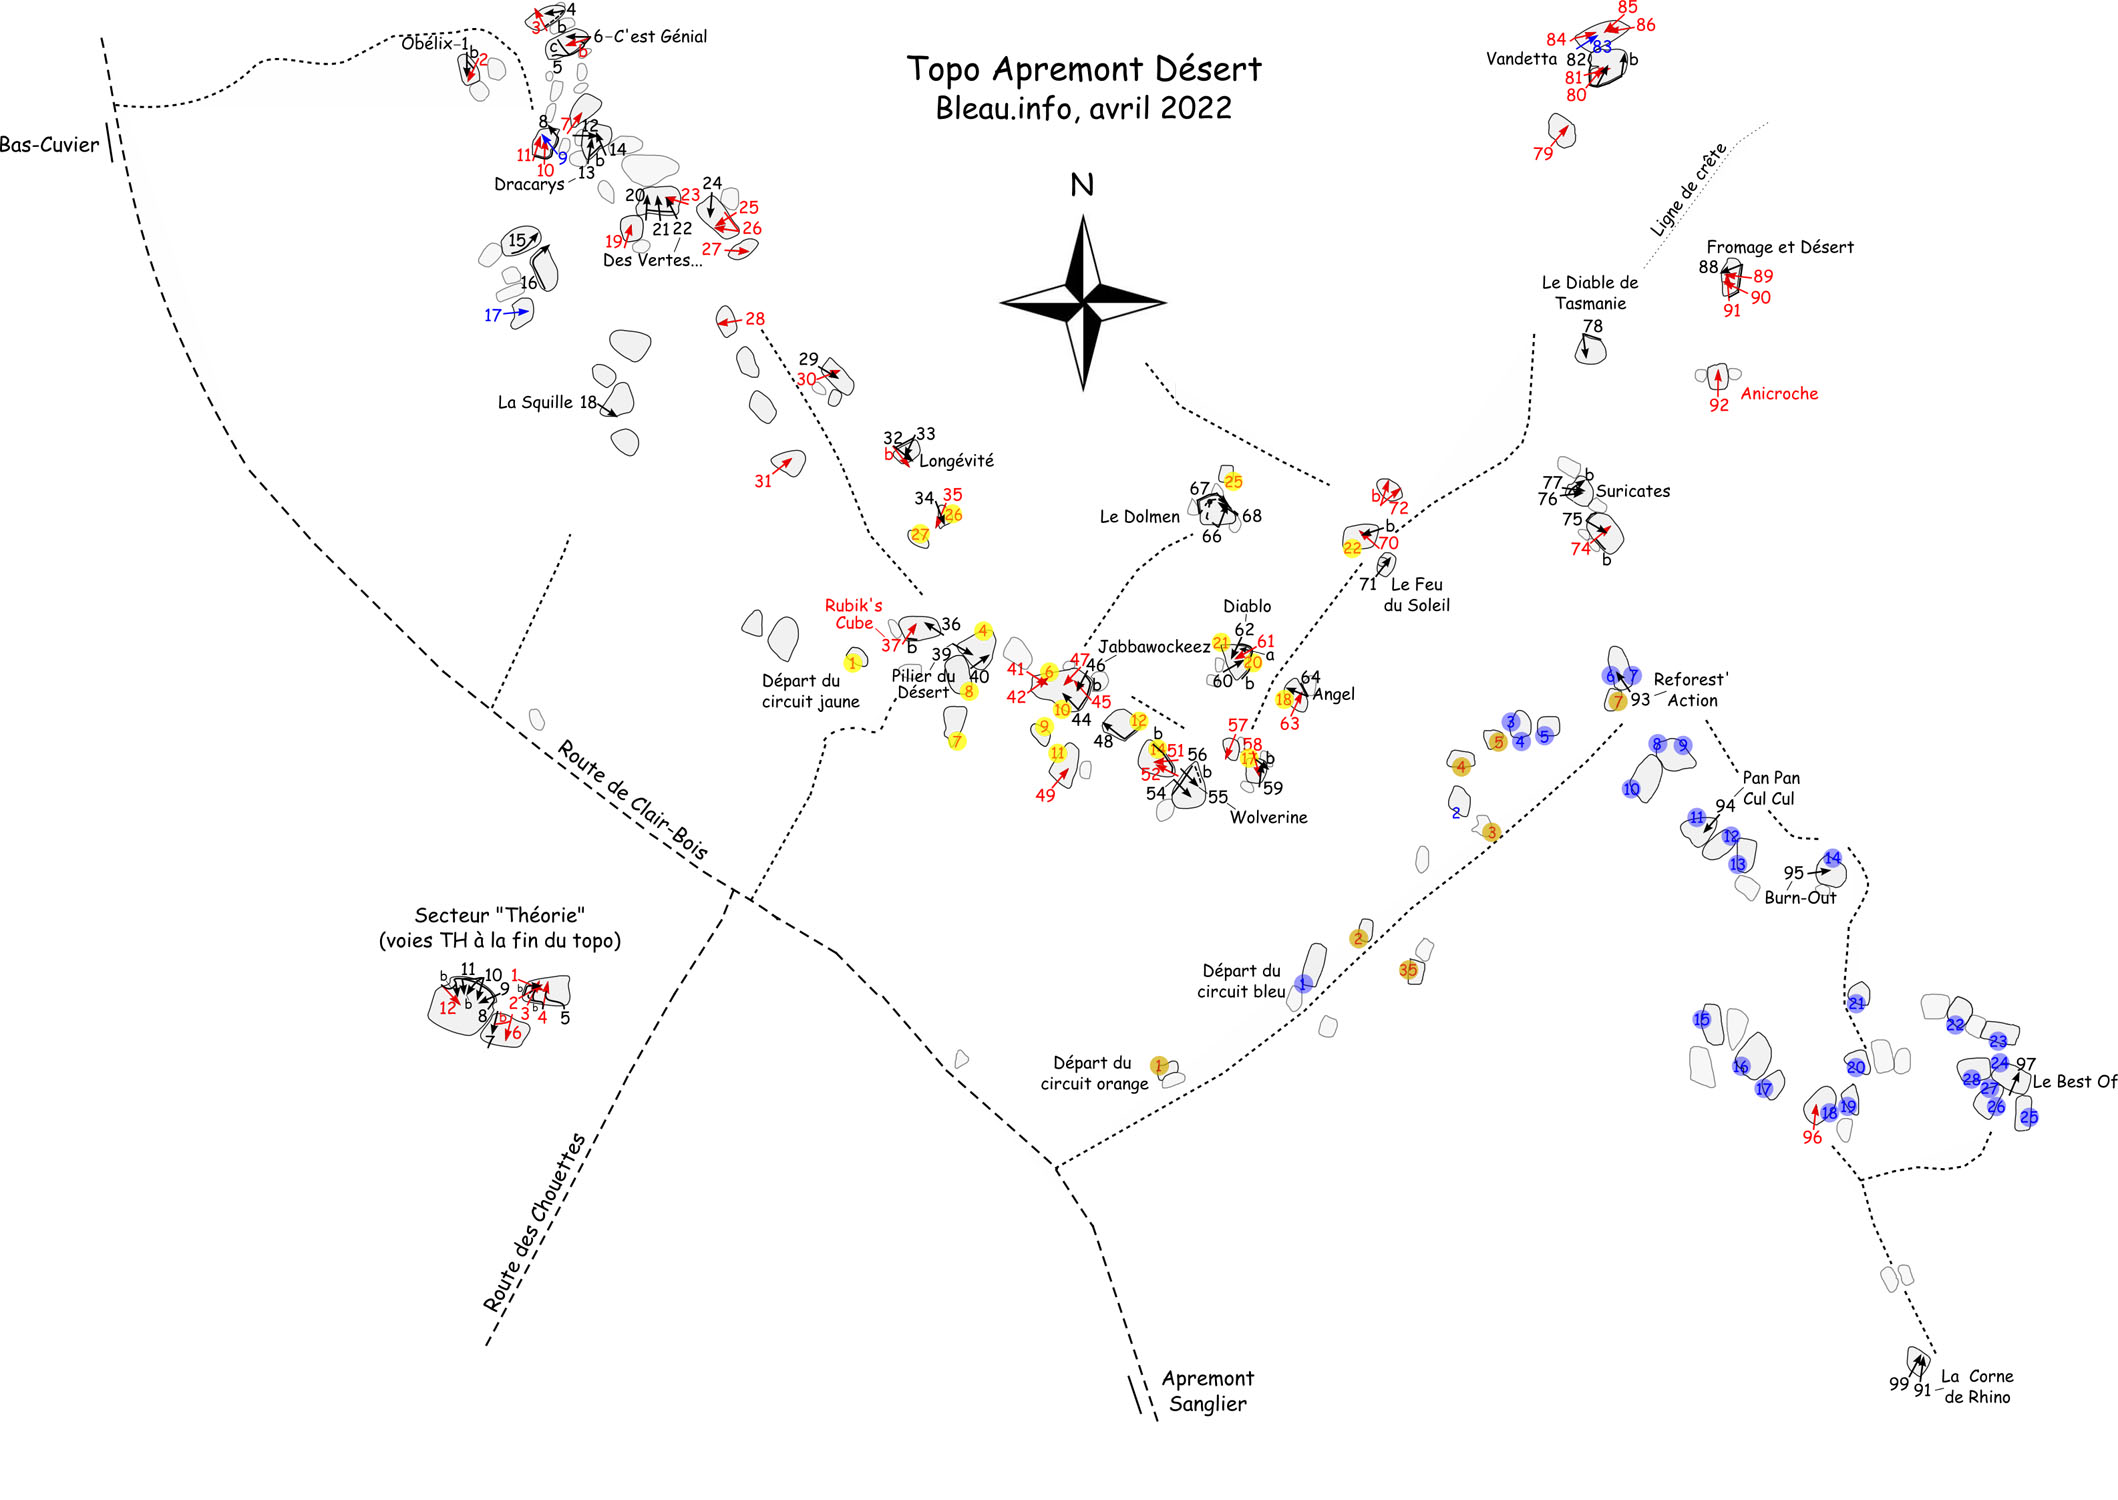 Topo Apremont Désert
Bleau.info, avril 2022
N
Bas-Cuvier
Obélix-1
b
2
3
4
b
6-C'est Génial
c
b
5
7
8
12
11
10
9
14
b
13
Dracarys
15
16
17
20
23
19
21 22
Des Vertes...
24
25
26
27
28
29
30
La Squille 18
31
32
33
b
Longévité
34
35
26
27
Vandetta
85
86
84
83
82
b
81
80
79
Ligne de crête
Fromage et Désert
88
89
90
91
Le Diable de
Tasmanie
78
92
Anicroche
77
76
b
Suricates
75
74
b
25
67
Le Dolmen
68
66
b
72
b
70
22
71
Le Feu
du Soleil
Rubik's
Cube
37
b
36
4
39
40
Pilier du
Désert
8
7
1
Départ du
circuit jaune
41
42
6
47
46
Jabbawockeez
b
45
10
44
9
11
49
12
48
b
14
51
52
56
b
54
55
Wolverine
Diablo
62
21
61
a
20
60
b
64
Angel
18
63
57
58
17
b
59
6
7
7
93
Reforest'
Action
3
4
5
5
4
2
3
8
9
10
Pan Pan
Cul Cul
94
11
12
13
14
95
Burn-Out
Route de Clair-Bois
Route des Chouettes
Secteur "Théorie"
(voies TH à la fin du topo)
b
11
10
9
12
b
8
7
b
6
1
b
2
3
b
4
5
2
35
Départ du
circuit bleu
1
Départ du
circuit orange
1
15
16
17
18
19
20
21
96
22
23
24
28
27
26
25
97
Le Best Of
Apremont
Sanglier
99
91
La Corne
de Rhino